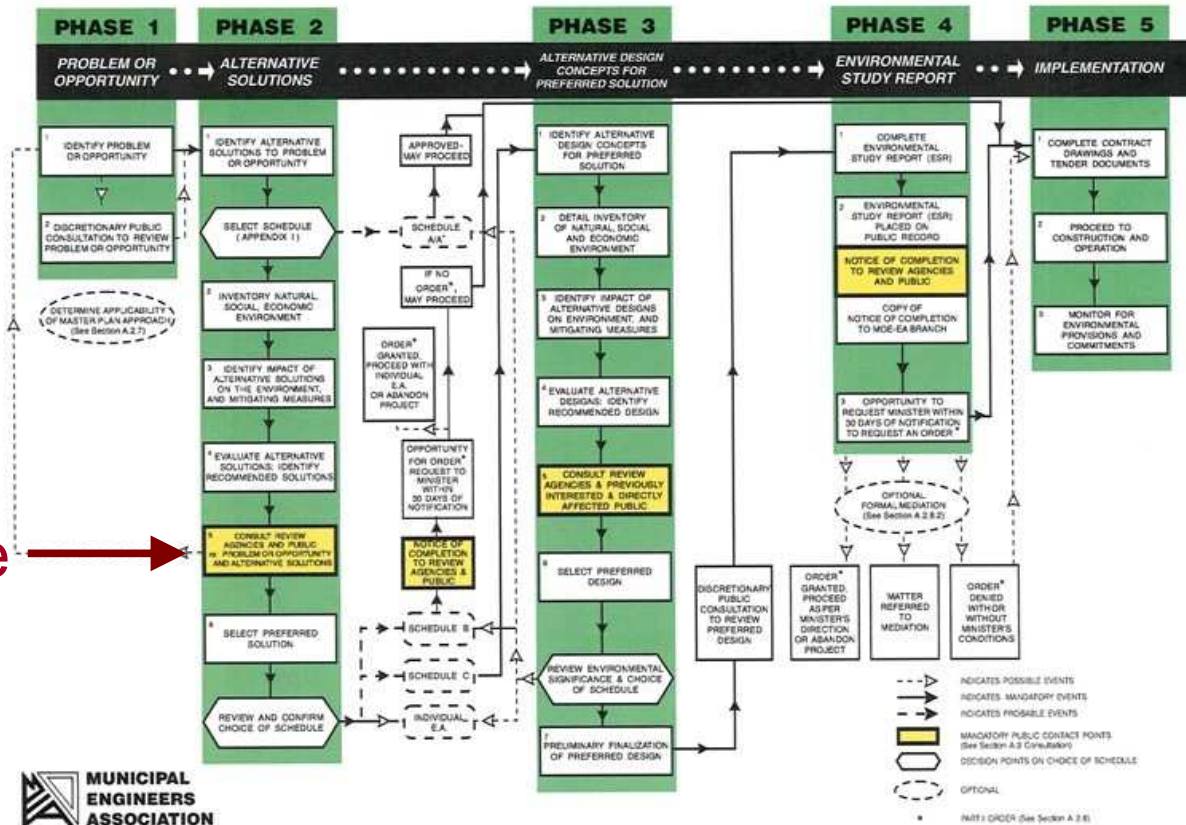 PHASE 1
PHASE 2
PHASE 3
PHASE 4
PHASE 5
PROBLEM OR
OPPORTUNITY
ALTERNATIVE
SOLUTIONS
ALTERNATIVE DESIGN
CONCEPTS FOR
PREFERRED SOLUTION
ENVIRONMENTAL
STUDY REPORT
IMPLEMENTATION
1
IDENTIFY PROBLEM
OR OPPORTUNITY
2
DISCRETIONARY PUBLIC
CONSULTATION TO REVIEW
PROBLEM OR OPPORTUNITY
DETERMINE APPLICABILITY
OF MASTER PLAN APPROACH
(See Section A.2.7)
e
1
IDENTIFY ALTERNATIVE
SOLUTIONS TO PROBLEM
OR OPPORTUNITY
SELECT SCHEDULE
(APPENDIX I)
2
INVENTORY NATURAL,
SOCIAL, ECONOMIC
ENVIRONMENT
3
IDENTIFY IMPACT OF
ALTERNATIVE SOLUTIONS
ON THE ENVIRONMENT,
AND MITIGATING MEASURES
4
EVALUATE ALTERNATIVE
SOLUTIONS: IDENTIFY
RECOMMENDED SOLUTIONS
5
CONSULT REVIEW
AGENCIES AND PUBLIC
re: PROBLEM OR OPPORTUNITY
AND ALTERNATIVE SOLUTIONS
6
SELECT PREFERRED
SOLUTION
REVIEW AND CONFIRM
CHOICE OF SCHEDULE
APPROVED-
MAY PROCEED
SCHEDULE
A/A+
IF NO
ORDER*,
MAY PROCEED
ORDER*
GRANTED,
PROCEED WITH
INDIVIDUAL
E.A.
OR ABANDON
PROJECT
OPPORTUNITY
FOR ORDER*
REQUEST TO
MINISTER
WITHIN
30 DAYS OF
NOTIFICATION
NOTICE OF
COMPLETION
TO REVIEW
AGENCIES &
PUBLIC
SCHEDULE B
SCHEDULE C
INDIVIDUAL
E.A.
1
IDENTIFY ALTERNATIVE
DESIGN CONCEPTS
FOR PREFERRED
SOLUTION
2
DETAIL INVENTORY
OF NATURAL, SOCIAL
AND ECONOMIC
ENVIRONMENT
3
IDENTIFY IMPACT OF
ALTERNATIVE DESIGNS
ON ENVIRONMENT, AND
MITIGATING MEASURES
4
EVALUATE ALTERNATIVE
DESIGNS: IDENTIFY
RECOMMENDED DESIGN
5
CONSULT REVIEW
AGENCIES & PREVIOUSLY
INTERESTED & DIRECTLY
AFFECTED PUBLIC
6
SELECT PREFERRED
DESIGN
REVIEW ENVIRONMENTAL
SIGNIFICANCE & CHOICE
OF SCHEDULE
7
PRELIMINARY FINALIZATION
OF PREFERRED DESIGN
DISCRETIONARY
PUBLIC
CONSULTATION
TO REVIEW
PREFERRED
DESIGN
1
COMPLETE
ENVIRONMENTAL
STUDY REPORT (ESR)
2
ENVIRONMENTAL
STUDY REPORT (ESR)
PLACED ON
PUBLIC RECORD
NOTICE OF COMPLETION
TO REVIEW AGENCIES
AND PUBLIC
COPY OF
NOTICE OF COMPLETION
TO MOE-EA BRANCH
3
OPPORTUNITY TO
REQUEST MINISTER WITHIN
30 DAYS OF NOTIFICATION
TO REQUEST AN ORDER*
OPTIONAL
FORMAL MEDIATION
(See Section A.2.8.2)
ORDER*
GRANTED,
PROCEED AS PER
MINISTER'S
DIRECTION
OR ABANDON
PROJECT
MATTER
REFERRED
TO
MEDIATION
ORDER*
DENIED
WITH OR
WITHOUT
MINISTER'S
CONDITIONS
1
COMPLETE CONTRACT
DRAWINGS AND
TENDER DOCUMENTS
2
PROCEED TO
CONSTRUCTION AND
OPERATION
3
MONITOR FOR
ENVIRONMENTAL
PROVISIONS AND
COMMITMENTS
INDICATES POSSIBLE EVENTS
INDICATES MANDATORY EVENTS
INDICATES PROBABLE EVENTS
MANDATORY PUBLIC CONTACT POINTS
(See Section A.3 Consultation)
DECISION POINTS ON CHOICE OF SCHEDULE
OPTIONAL
* PART II ORDER (See Section A.2.8)
MUNICIPAL
ENGINEERS
ASSOCIATION